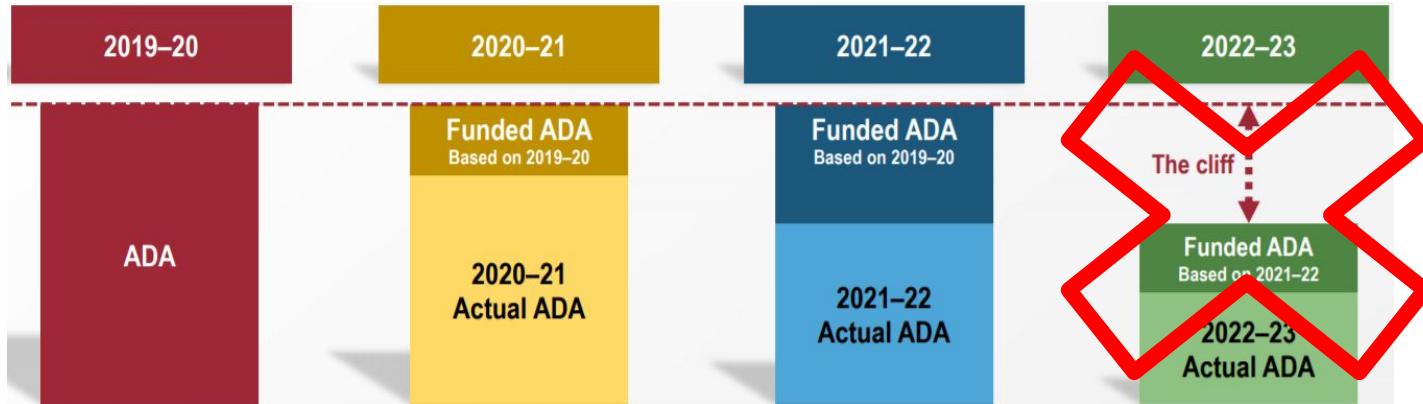 2019–20
2020–21
2021–22
2022–23
ADA
Funded ADA
Based on 2019–20
2020–21
Actual ADA
Funded ADA
Based on 2019–20
2021–22
Actual ADA
The cliff
Funded ADA
Based on 2021–22
2022–23
Actual ADA